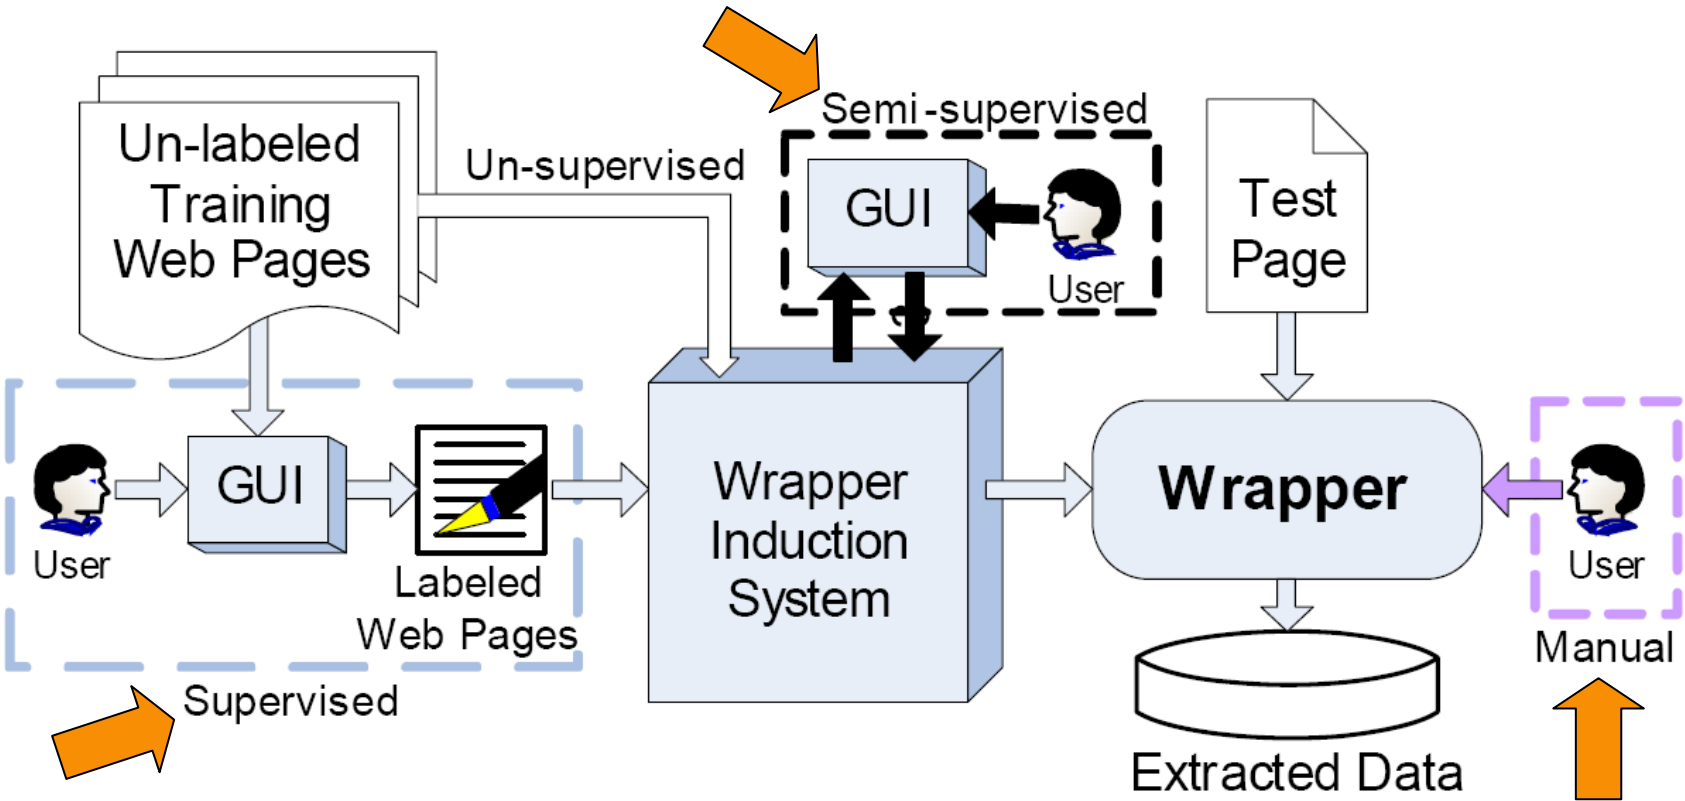 Un-labeled
Training
Web Pages
Un-supervised
Semi-supervised
GUI
User
Test
Page
User
GUI
Labeled
Web Pages
Supervised
Wrapper
Induction
System
Wrapper
User
Manual
Extracted Data